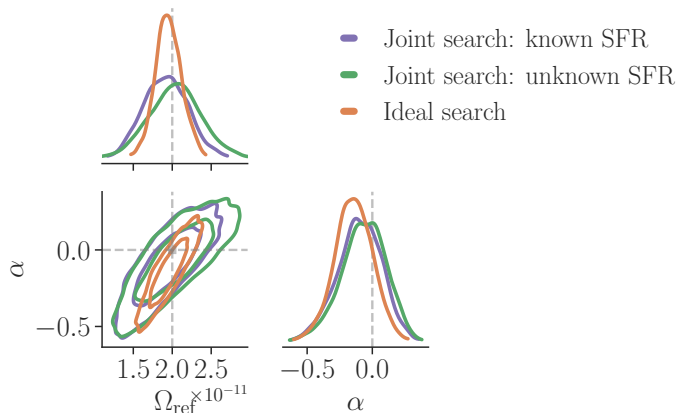 Joint search: known SFR
Joint search: unknown SFR
Ideal search
α
0.0
−0.5
1.5 2.0 2.5
Ω_ref ×10⁻¹¹
−0.5 0.0
α